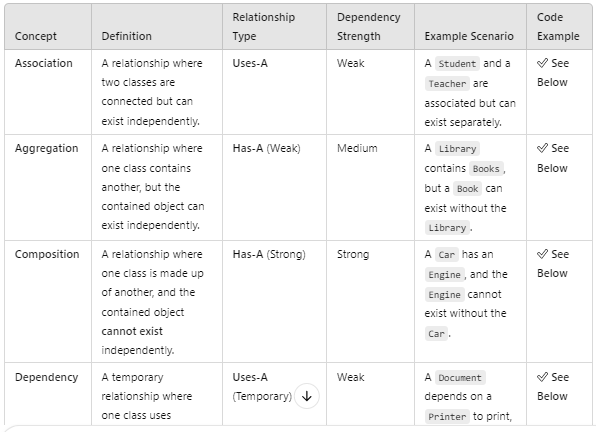 Concept
Definition
Relationship
Type
Dependency
Strength
Example Scenario
Code
Example
Association
A relationship where
two classes are
connected but can
exist independently.
Uses-A
Weak
A Student and a
Teacher are
associated but can
exist separately.
✅ See
Below
Aggregation
A relationship where
one class contains
another, but the
contained object can
exist independently.
Has-A (Weak)
Medium
A Library
contains Books,
but a Book can
exist without the
Library.
✅ See
Below
Composition
A relationship where
one class is made up
of another, and the
contained object
cannot exist
independently.
Has-A (Strong)
Strong
A Car has an
Engine, and the
Engine cannot
exist without the
Car.
✅ See
Below
Dependency
A temporary
relationship where
one class uses
Uses-A
(Temporary)
Weak
A Document
depends on a
Printer to print,
✅ See
Below